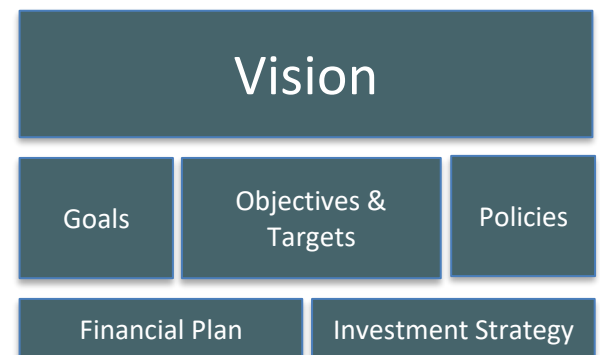 Vision
Goals
Objectives &
Targets
Policies
Financial Plan
Investment Strategy